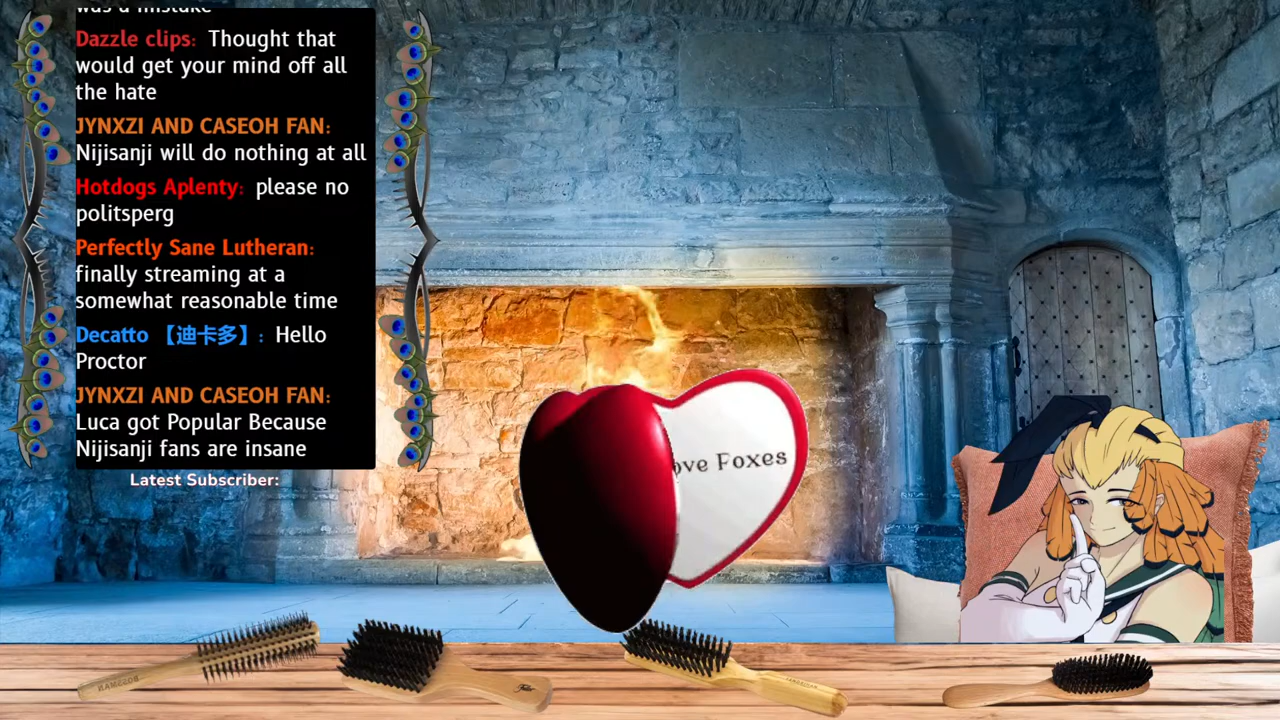 was a mistake
Dazzle clips: Thought that
would get your mind off all
the hate
JYNXZI AND CASEOH FAN:
Nijisanji will do nothing at all
Hotdogs Aplenty: please no
politsperg
Perfectly Sane Lutheran:
finally streaming at a
somewhat reasonable time
Decatto 【迪卡多】: Hello
Proctor
JYNXZI AND CASEOH FAN:
Luca got Popular Because
Nijisanji fans are insane
Latest Subscriber:
Foxes